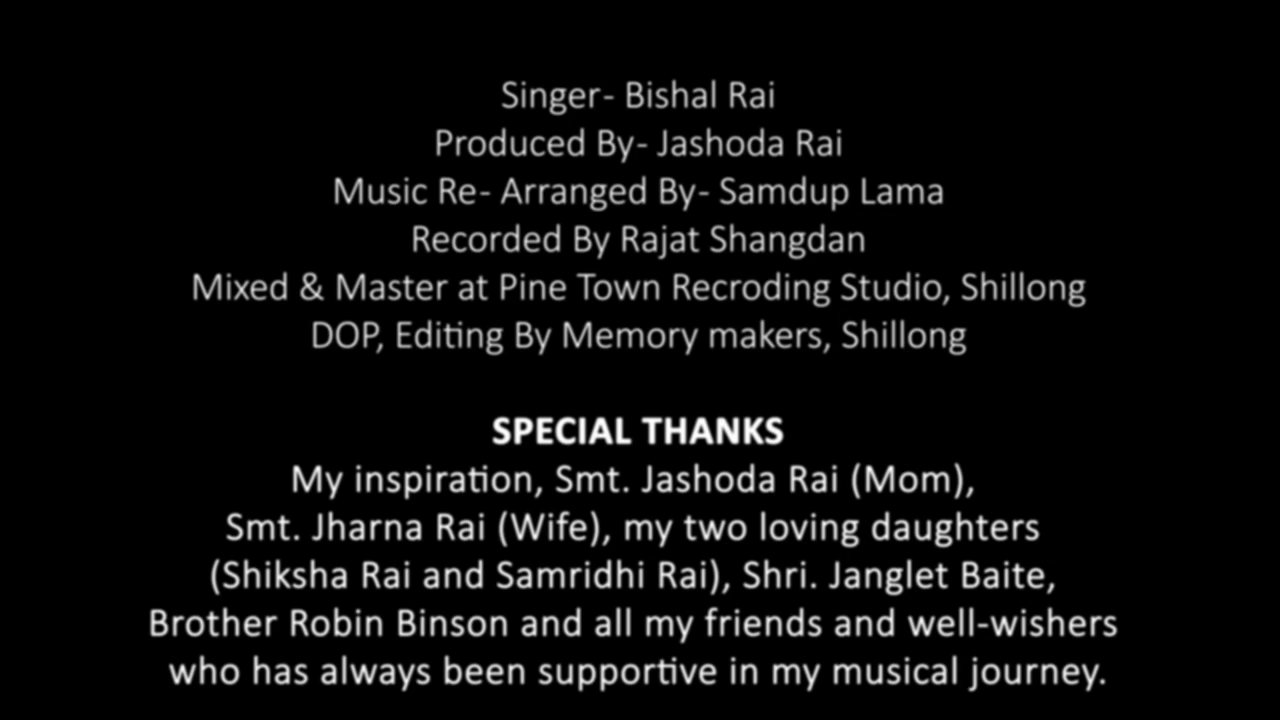 Singer- Bishal Rai
Produced By- Jashoda Rai
Music Re- Arranged By- Samdup Lama
Recorded By Rajat Shangdan
Mixed & Master at Pine Town Recroding Studio, Shillong
DOP, Editing By Memory makers, Shillong
SPECIAL THANKS
My inspiration, Smt. Jashoda Rai (Mom),
Smt. Jharna Rai (Wife), my two loving daughters
(Shiksha Rai and Samridhi Rai), Shri. Janglet Baite,
Brother Robin Binson and all my friends and well-wishers
who has always been supportive in my musical journey.